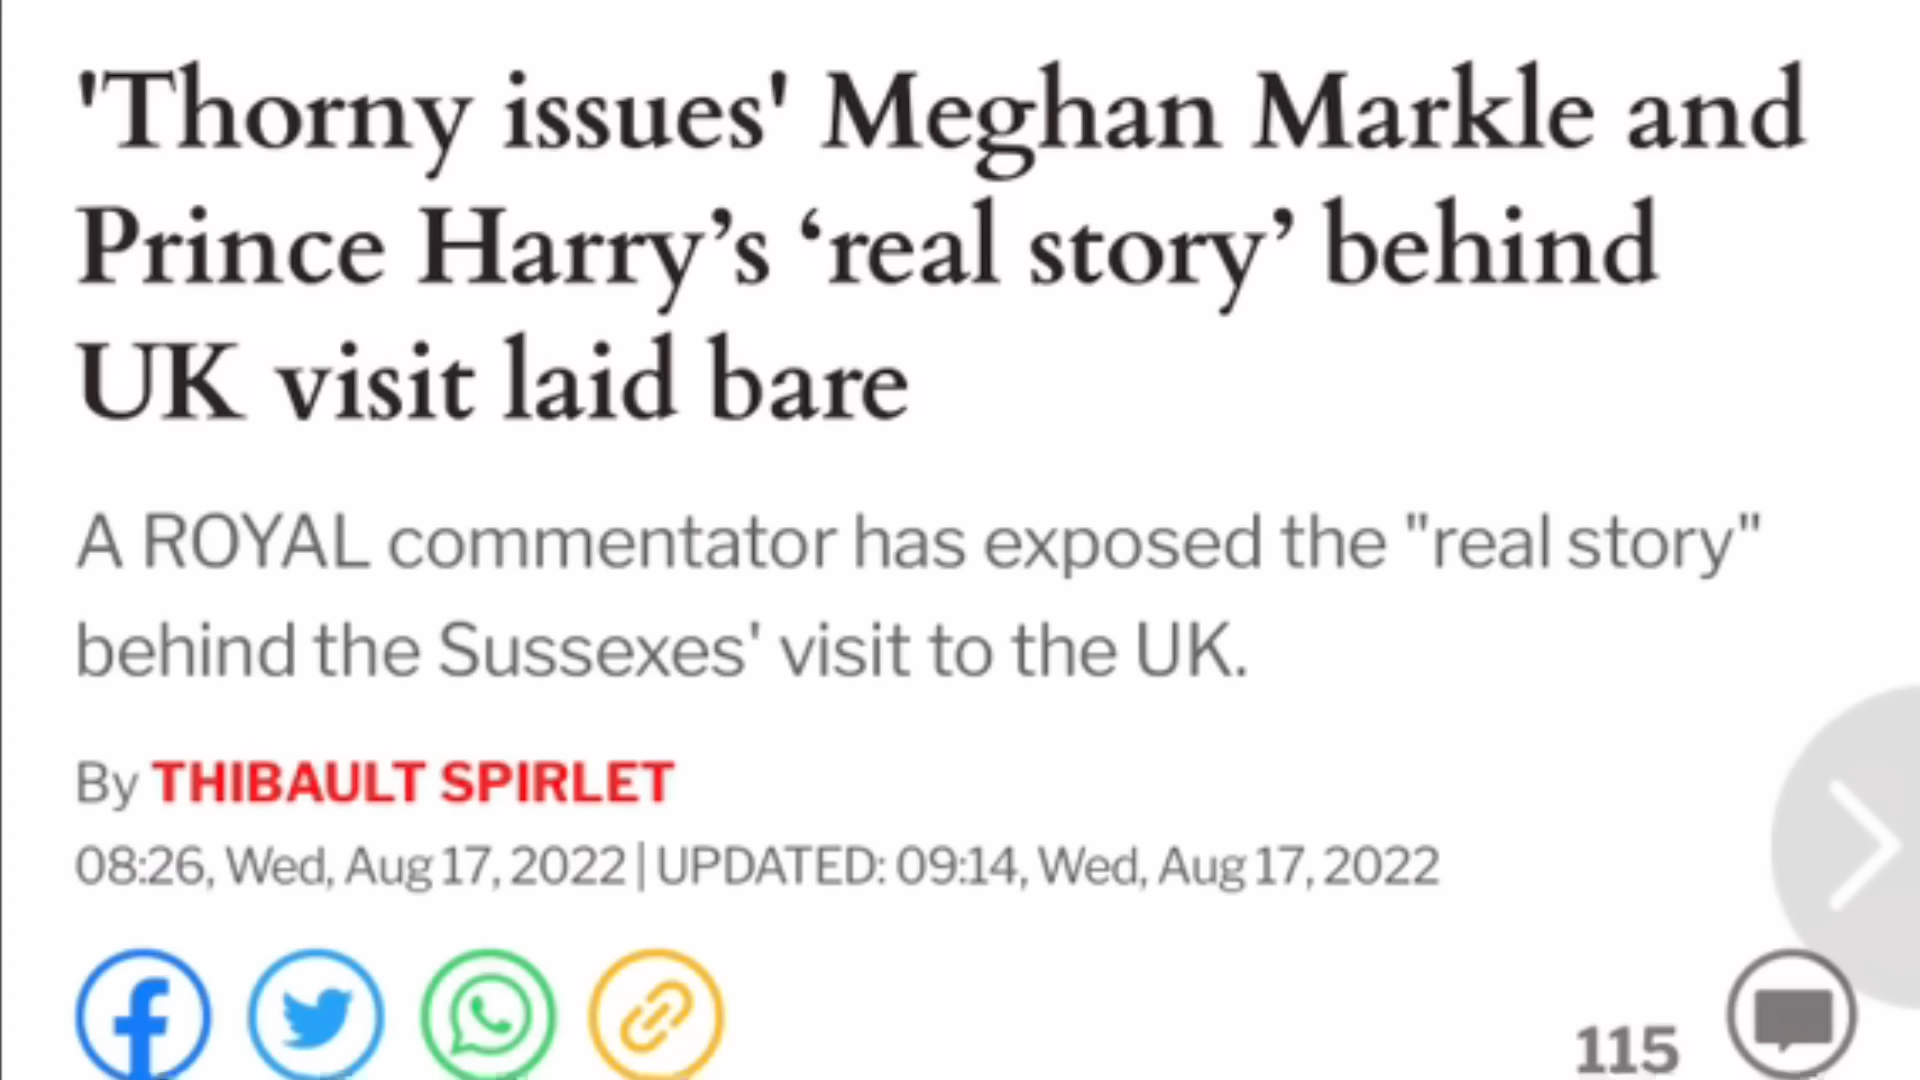 'Thorny issues' Meghan Markle and
Prince Harry’s ‘real story’ behind
UK visit laid bare
A ROYAL commentator has exposed the "real story"
behind the Sussexes' visit to the UK.
By THIBAULT SPIRLET
08:26, Wed, Aug 17, 2022 | UPDATED: 09:14, Wed, Aug 17, 2022
115